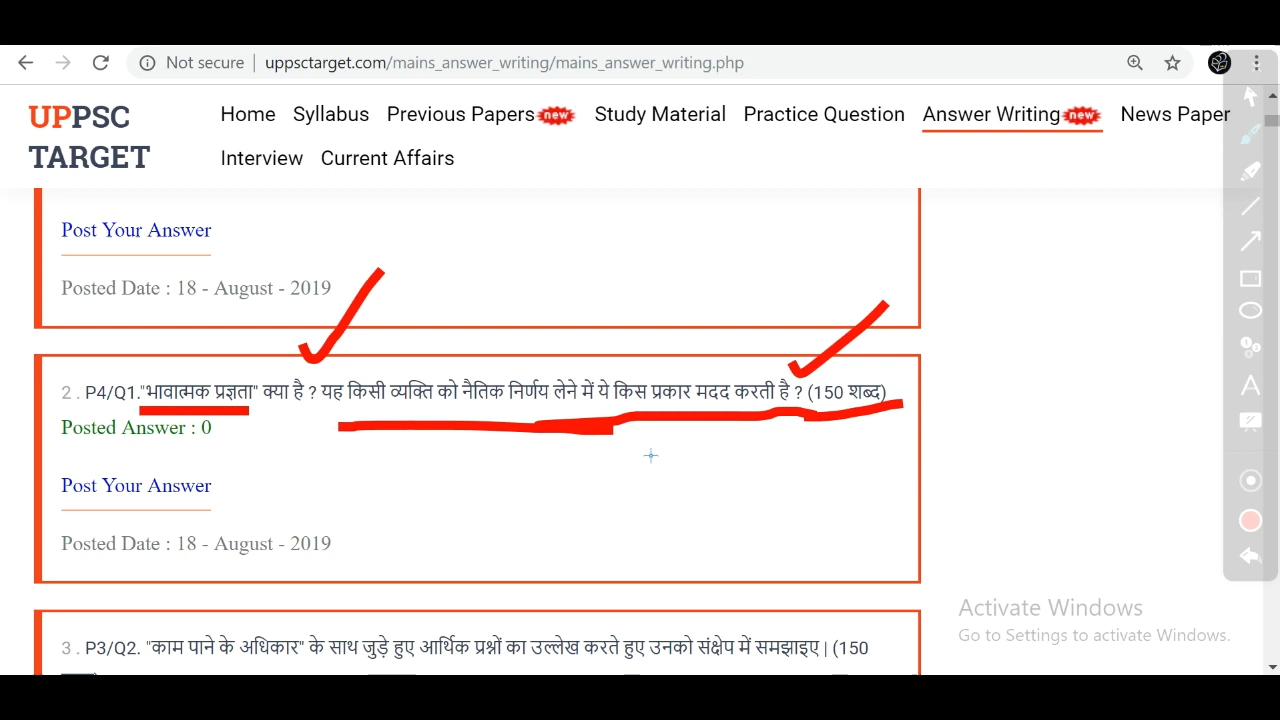 Not secure | uppsctarget.com/mains_answer_writing/mains_answer_writing.php
UPPSC
TARGET
Home Syllabus Previous Papers new Study Material Practice Question Answer Writing new News Paper
Interview Current Affairs
Post Your Answer
Posted Date : 18 - August - 2019
2 . P4/Q1."भावात्मक प्रज्ञता" क्या है ? यह किसी व्यक्ति को नैतिक निर्णय लेने में ये किस प्रकार मदद करती है ? (150 शब्द)
Posted Answer : 0
Post Your Answer
Posted Date : 18 - August - 2019
3 . P3/Q2. "काम पाने के अधिकार" के साथ जुड़े हुए आर्थिक प्रश्नों का उल्लेख करते हुए उनको संक्षेप में समझाइए | (150
Activate Windows
Go to Settings to activate Windows.